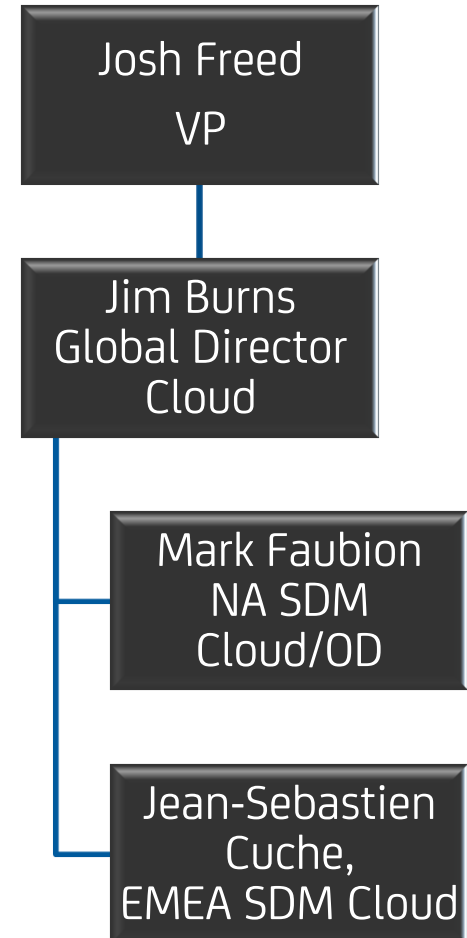 Josh Freed
VP
Jim Burns
Global Director
Cloud
Mark Faubion
NA SDM
Cloud/OD
Jean-Sebastien
Cuche,
EMEA SDM Cloud